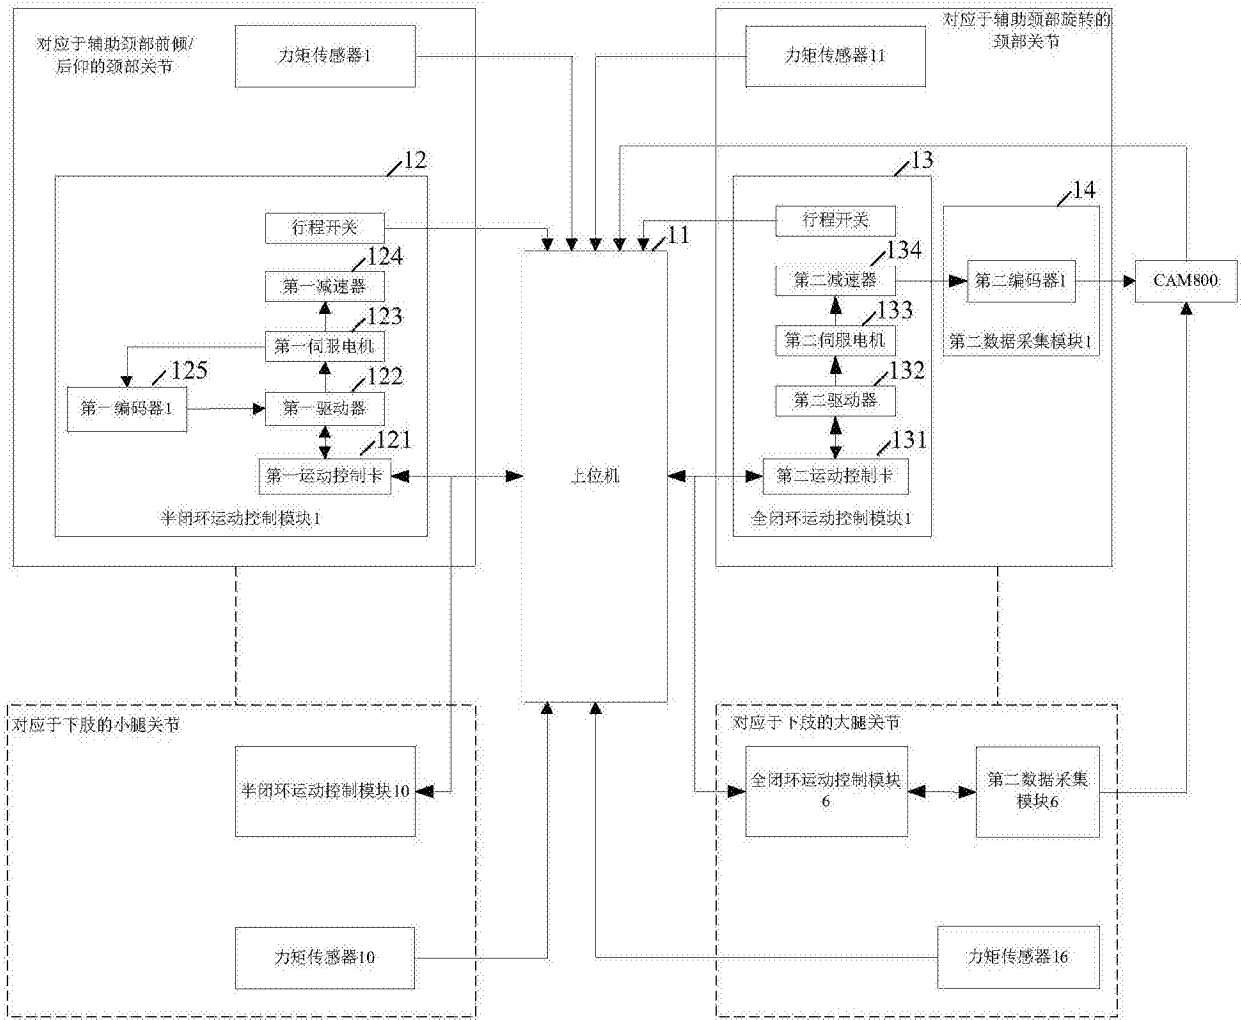 对应于辅助颈部前倾/
后仰的颈部关节
力矩传感器1
12
行程开关
124
第一减速器
123
第一伺服电机
125
第一编码器1
122
第一驱动器
121
第一运动控制卡
半闭环运动控制模块1
11
上位机
对应于辅助颈部旋转的
颈部关节
力矩传感器11
13
行程开关
134
第二减速器
133
第二伺服电机
132
第二驱动器
131
第二运动控制卡
全闭环运动控制模块1
14
第二编码器1
第二数据采集模块1
CAM800
对应于下肢的小腿关节
半闭环运动控制模块10
力矩传感器10
对应于下肢的大腿关节
全闭环运动控制模块
6
第二数据采集
模块6
力矩传感器16